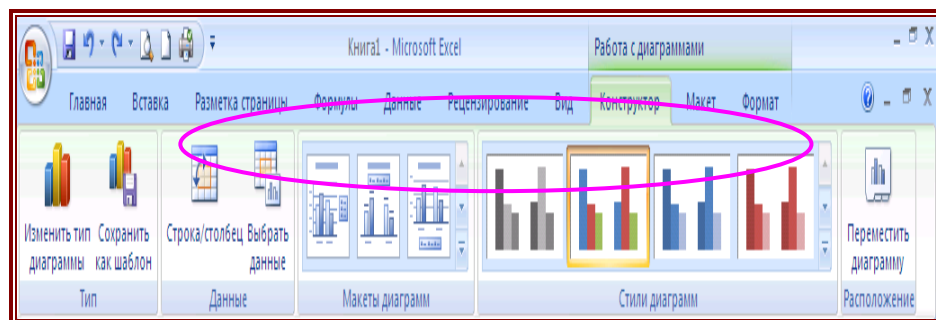 Книга1 - Microsoft Excel
Работа с диаграммами
Главная Вставка Разметка страницы Формулы Данные Рецензирование Вид Конструктор Макет Формат
Изменить тип диаграммы
Сохранить как шаблон
Строка/столбец
Выбрать данные
Переместить диаграмму
Тип Данные Макеты диаграмм Стили диаграмм Расположение